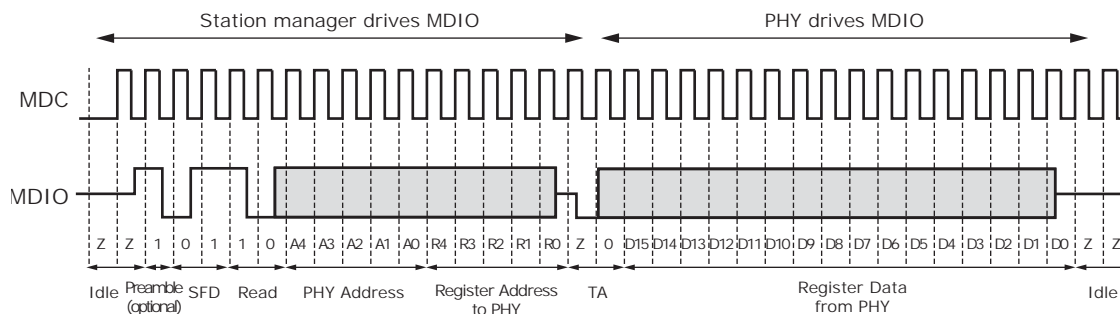 Station manager drives MDIO PHY drives MDIO
MDC
MDIO
Z Z 1 0 1 1 0 A4 A3 A2 A1 A0 R4 R3 R2 R1 R0 Z 0 D15 D14 D13 D12 D11 D10 D9 D8 D7 D6 D5 D4 D3 D2 D1 D0 Z Z
Idle Preamble (optional) SFD Read PHY Address Register Address to PHY TA Register Data from PHY Idle